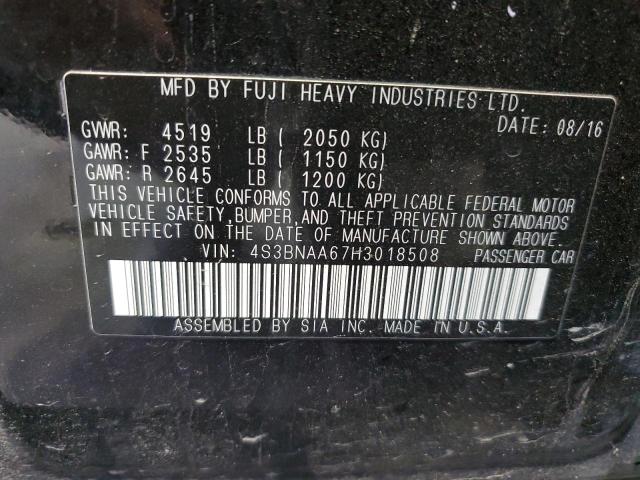 MFD BY FUJI HEAVY INDUSTRIES LTD.
DATE: 08/16
GVWR: 4519 LB ( 2050 KG)
GAWR: F 2535 LB ( 1150 KG)
GAWR: R 2645 LB ( 1200 KG)
THIS VEHICLE CONFORMS TO ALL APPLICABLE FEDERAL MOTOR
VEHICLE SAFETY,BUMPER,AND THEFT PREVENTION STANDARDS
IN EFFECT ON THE DATE OF MANUFACTURE SHOWN ABOVE.
VIN: 4S3BNAA67H3018508 PASSENGER CAR
ASSEMBLED BY SIA INC. MADE IN U.S.A.